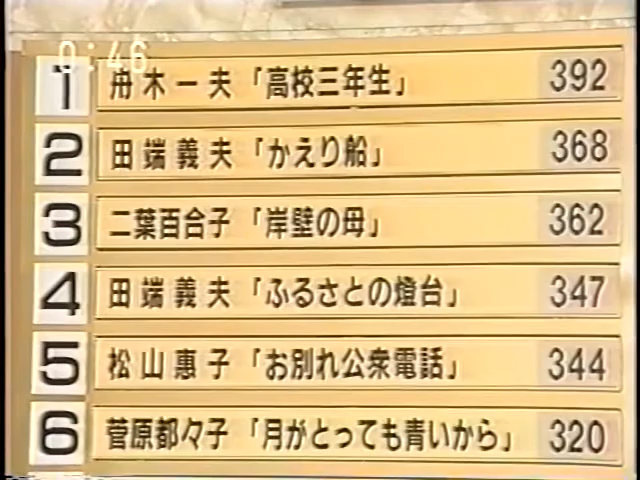 0:46
1 舟木一夫「高校三年生」 392
2 田端義夫「かえり船」 368
3 二葉百合子「岸壁の母」 362
4 田端義夫「ふるさとの燈台」 347
5 松山惠子「お別れ公衆電話」 344
6 菅原都々子「月がとっても青いから」 320